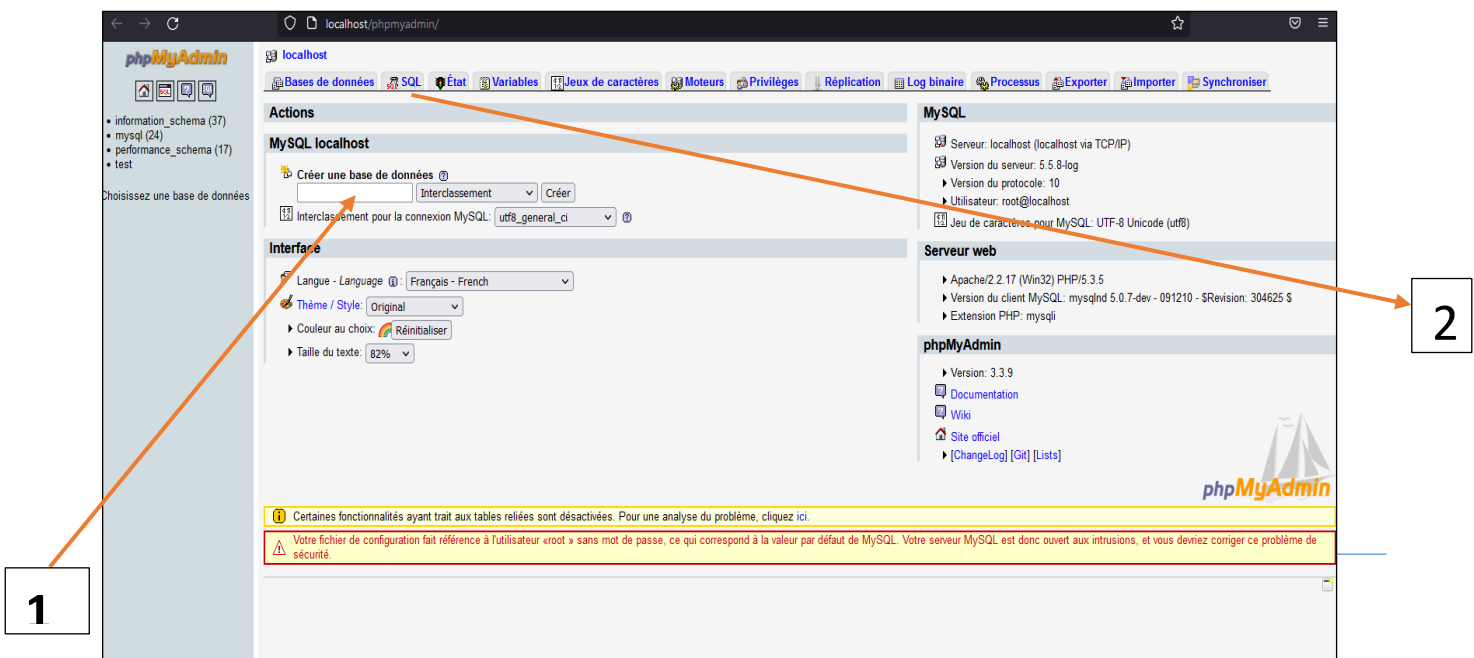 localhost/phpmyadmin/
phpMyAdmin
localhost
Bases de données SQL État Variables Jeux de caractères Moteurs Privilèges Réplication Log binaire Processus Exporter Importer Synchroniser
information_schema (37)
mysql (24)
performance_schema (17)
test
Choisissez une base de données
Actions
MySQL localhost
Créer une base de données
Interclassement Créer
Interclassement pour la connexion MySQL: utf8_general_ci
Interface
Langue - Language : Français - French
Thème / Style: Original
Couleur au choix: Réinitialiser
Taille du texte: 82%
MySQL
Serveur: localhost (localhost via TCP/IP)
Version du serveur: 5.5.8-log
Version du protocole: 10
Utilisateur: root@localhost
Jeu de caractères pour MySQL: UTF-8 Unicode (utf8)
Serveur web
Apache/2.2.17 (Win32) PHP/5.3.5
Version du client MySQL: mysqlnd 5.0.7-dev - 091210 - $Revision: 304625 $
Extension PHP: mysqli
phpMyAdmin
Version: 3.3.9
Documentation
Wiki
Site officiel
[ChangeLog] [Git] [Lists]
phpMyAdmin
Certaines fonctionnalités ayant trait aux tables reliées sont désactivées. Pour une analyse du problème, cliquez ici.
Votre fichier de configuration fait référence à l'utilisateur «root » sans mot de passe, ce qui correspond à la valeur par défaut de MySQL. Votre serveur MySQL est donc ouvert aux intrusions, et vous devriez corriger ce problème de
sécurité.
1
2